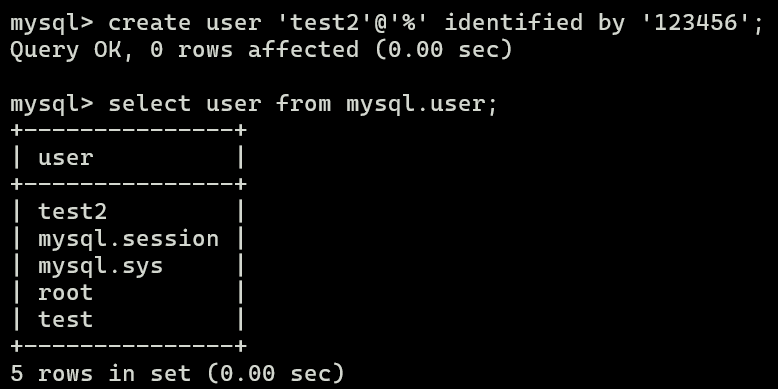 mysql> create user 'test2'@'%' identified by '123456';
Query OK, 0 rows affected (0.00 sec)

mysql> select user from mysql.user;
+---------------+
| user          |
+---------------+
| test2         |
| mysql.session |
| mysql.sys     |
| root          |
| test          |
+---------------+
5 rows in set (0.00 sec)